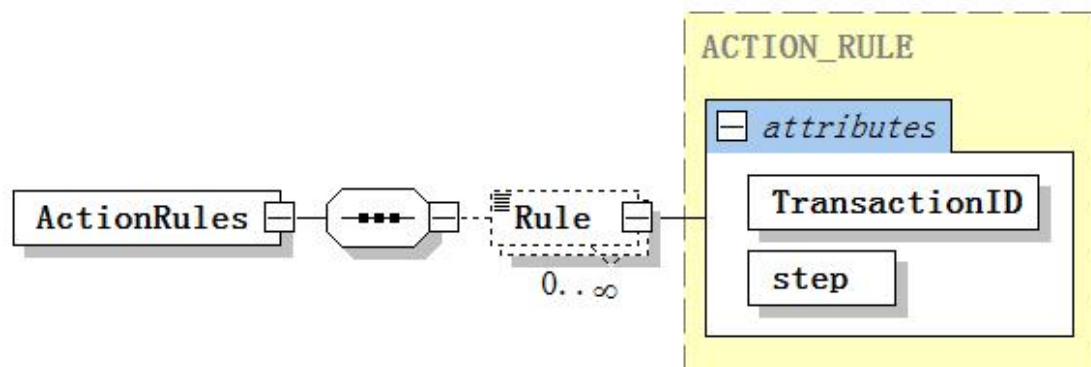 ACTION_RULE
attributes
ActionRules
Rule
TransactionID
0..∞
step